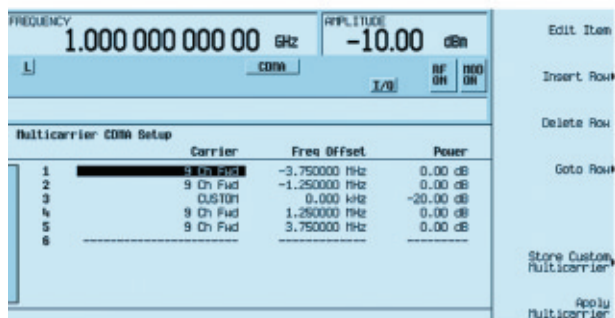 FREQUENCY
1.000 000 000 00 GHz
AMPLITUDE
-10.00 dBm
L
CDMA
I/Q
RF ON
MOD ON
Multicarrier CDMA Setup
Carrier Freq Offset Power
1 9 Ch Fwd -3.750000 MHz 0.00 dB
2 9 Ch Fwd -1.250000 MHz 0.00 dB
3 CUSTOM 0.000 kHz -20.00 dB
4 9 Ch Fwd 1.250000 MHz 0.00 dB
5 9 Ch Fwd 3.750000 MHz 0.00 dB
6 -------------------- ---------------- ----------
Edit Item
Insert Row
Delete Row
Goto Row
Store Custom
Multicarrier
Apply
Multicarrier